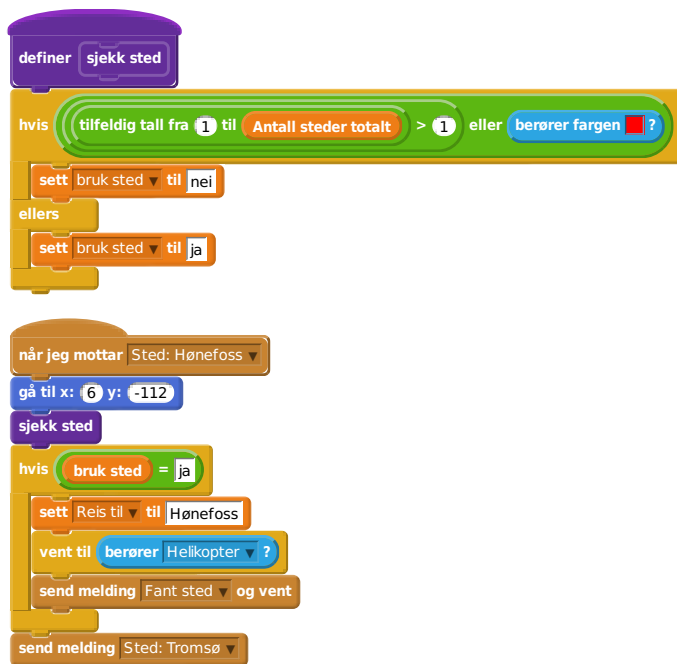 definer sjekk sted
hvis tilfeldig tall fra 1 til Antall steder totalt > 1 eller berører fargen ?
sett bruk sted til nei
ellers
sett bruk sted til ja
når jeg mottar Sted: Hønefoss
gå til x: 6 y: -112
sjekk sted
hvis bruk sted = ja
sett Reis til til Hønefoss
vent til berører Helikopter ?
send melding Fant sted og vent
send melding Sted: Tromsø